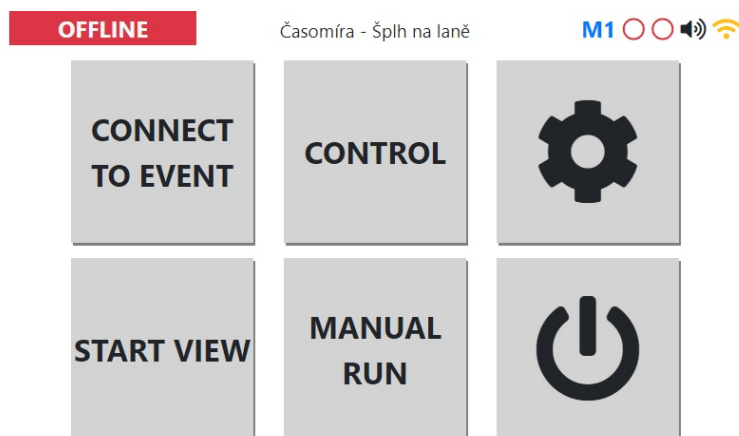 OFFLINE
Časomíra - Šplh na laně
M1
CONNECT
TO EVENT
CONTROL
START VIEW
MANUAL
RUN